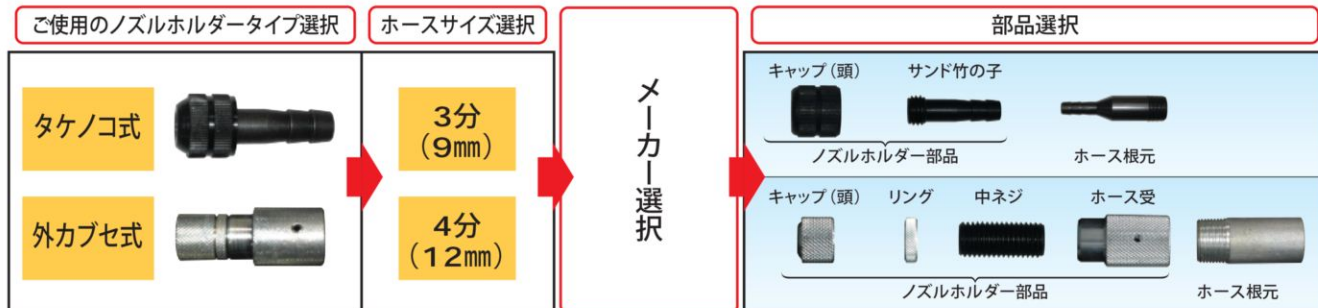 ご使用のノズルホルダータイプ選択
ホースサイズ選択
部品選択
タケノコ式
外カブセ式
3分
(9㎜)
4分
(12㎜)
メーカー選択
キャップ(頭)
サンド竹の子
ノズルホルダー部品
ホース根元
キャップ(頭)
リング
中ネジ
ホース受
ノズルホルダー部品
ホース根元